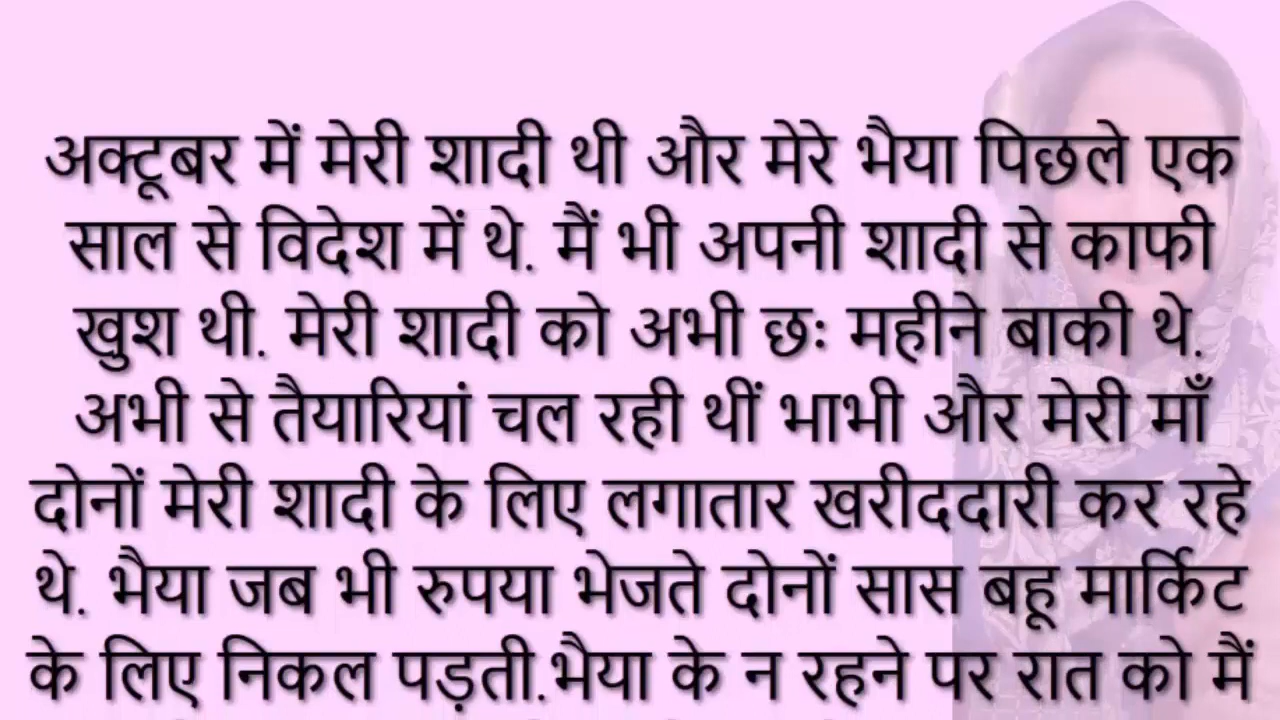 अक्टूबर में मेरी शादी थी और मेरे भैया पिछले एक
साल से विदेश में थे. मैं भी अपनी शादी से काफी
खुश थी. मेरी शादी को अभी छः महीने बाकी थे.
अभी से तैयारियां चल रही थीं भाभी और मेरी माँ
दोनों मेरी शादी के लिए लगातार खरीददारी कर रहे
थे. भैया जब भी रुपया भेजते दोनों सास बहू मार्किट
के लिए निकल पड़ती.भैया के न रहने पर रात को मैं